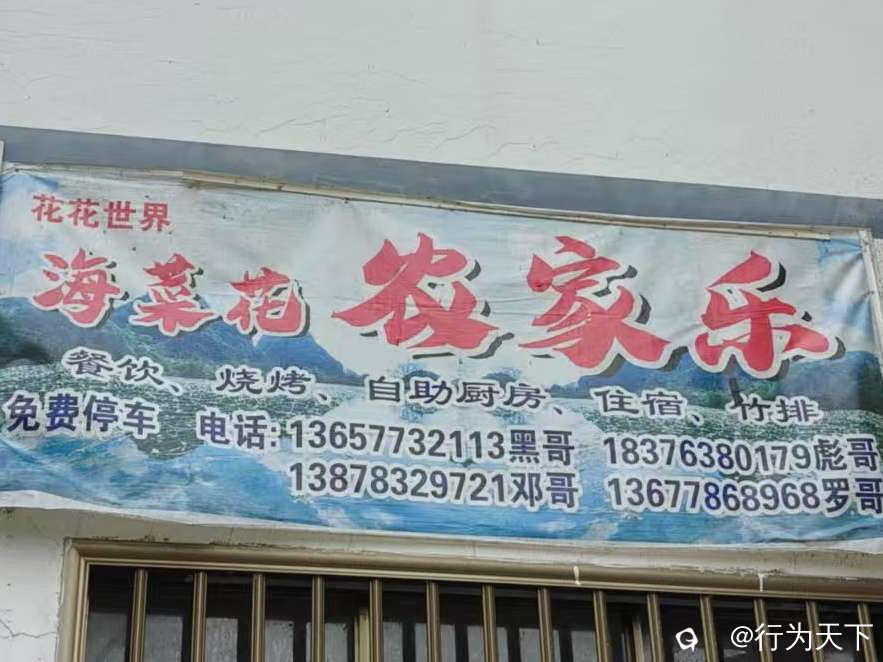 花花世界
海菜花农家乐
餐饮、烧烤、自助厨房、住宿、竹排
免费停车 电话:13657732113黑哥 18376380179彪哥
13878329721邓哥 13677868968罗哥
@行为天下